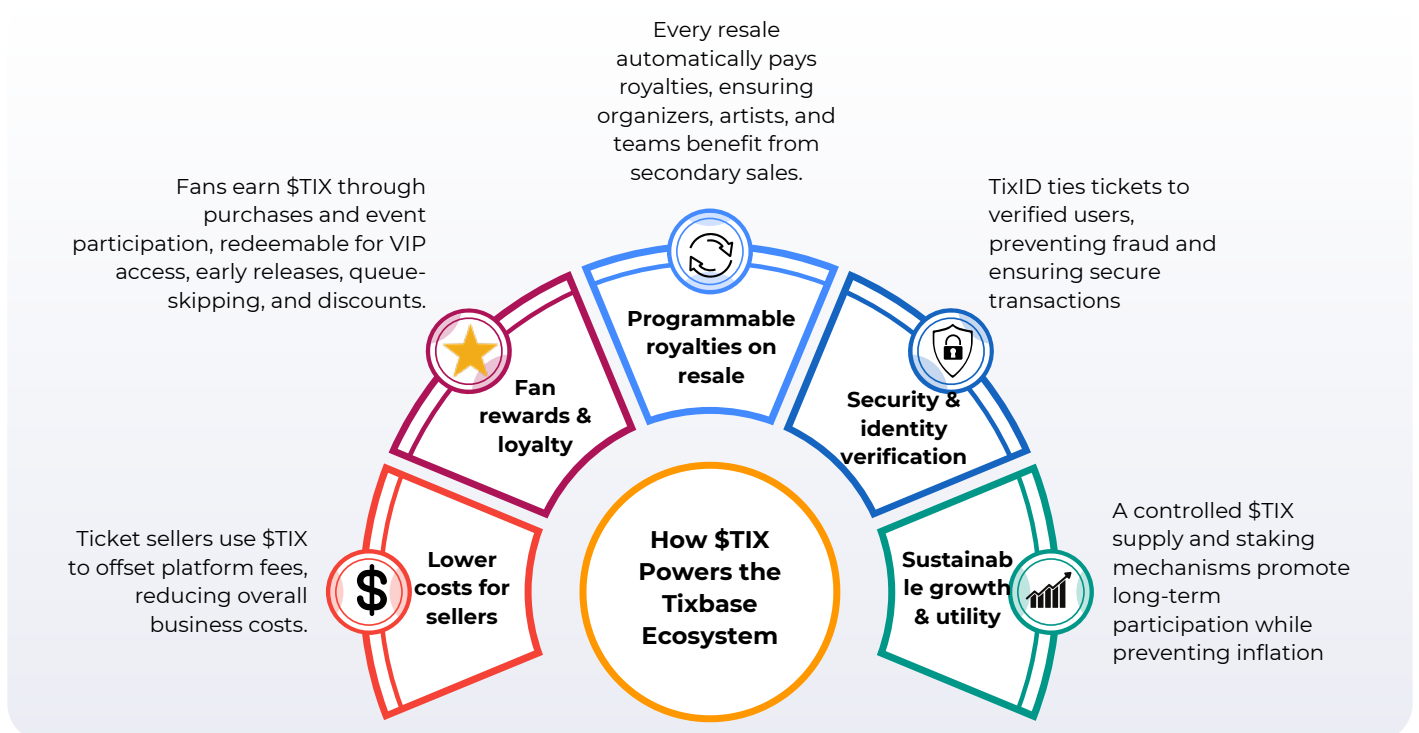 Every resale
automatically pays
royalties, ensuring
organizers, artists, and
teams benefit from
secondary sales.
Fans earn $TIX through
purchases and event
participation, redeemable for VIP
access, early releases, queue-
skipping, and discounts.
TixID ties tickets to
verified users,
preventing fraud and
ensuring secure
transactions
Programmable
royalties on
resale
Fan
rewards &
loyalty
Security &
identity
verification
Ticket sellers use $TIX
to offset platform fees,
reducing overall
business costs.
$
Lower
costs for
sellers
How $TIX
Powers the
Tixbase
Ecosystem
Sustainab
le growth
& utility
A controlled $TIX
supply and staking
mechanisms promote
long-term
participation while
preventing inflation